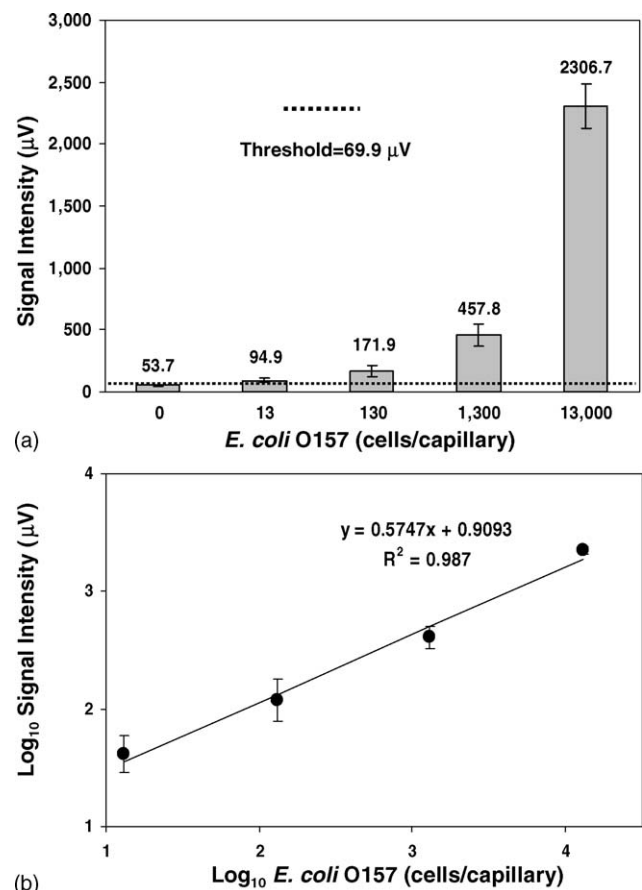 3,000
2306.7
2,500
2,000
Threshold=69.9 μV
1,500
1,000
500
457.8
171.9
94.9
53.7
0
Signal Intensity (μV)
0 13 130 1,300 13,000
(a) E. coli O157 (cells/capillary)
4
y = 0.5747x + 0.9093
R² = 0.987
3
2
1
Log₁₀ Signal Intensity (μV)
1 2 3 4
(b) Log₁₀ E. coli O157 (cells/capillary)